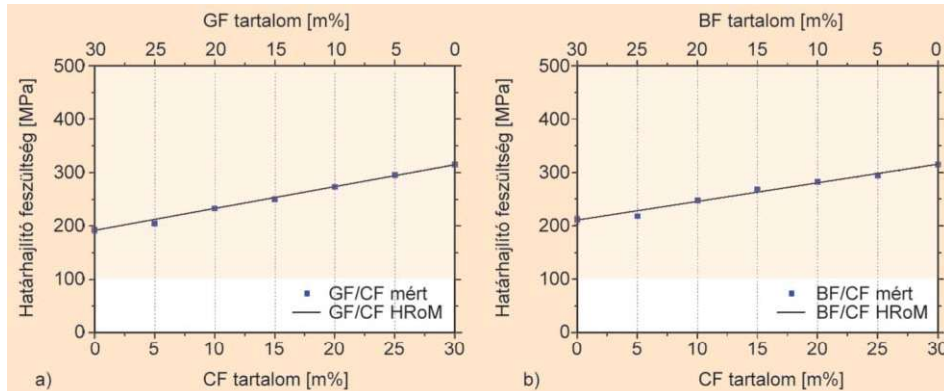 GF tartalom [m%]
30 25 20 15 10 5 0
Határhajlító feszültség [MPa]
500
400
300
200
100
0
GF/CF mért
GF/CF HRoM
0 5 10 15 20 25 30
a)
CF tartalom [m%]
BF tartalom [m%]
30 25 20 15 10 5 0
Határhajlító feszültség [MPa]
500
400
300
200
100
0
BF/CF mért
BF/CF HRoM
0 5 10 15 20 25 30
b)
CF tartalom [m%]